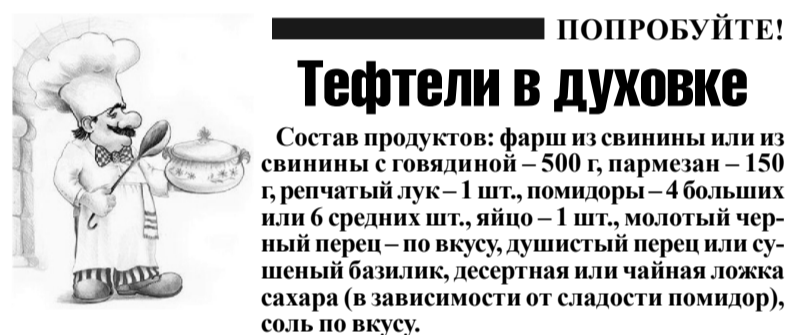 ПОПРОБУЙТЕ!
Тефтели в духовке
Состав продуктов: фарш из свинины или из
свинины с говядиной – 500 г, пармезан – 150
г, репчатый лук – 1 шт., помидоры – 4 больших
или 6 средних шт., яйцо – 1 шт., молотый чер-
ный перец – по вкусу, душистый перец или су-
шеный базилик, десертная или чайная ложка
сахара (в зависимости от сладости помидор),
соль по вкусу.